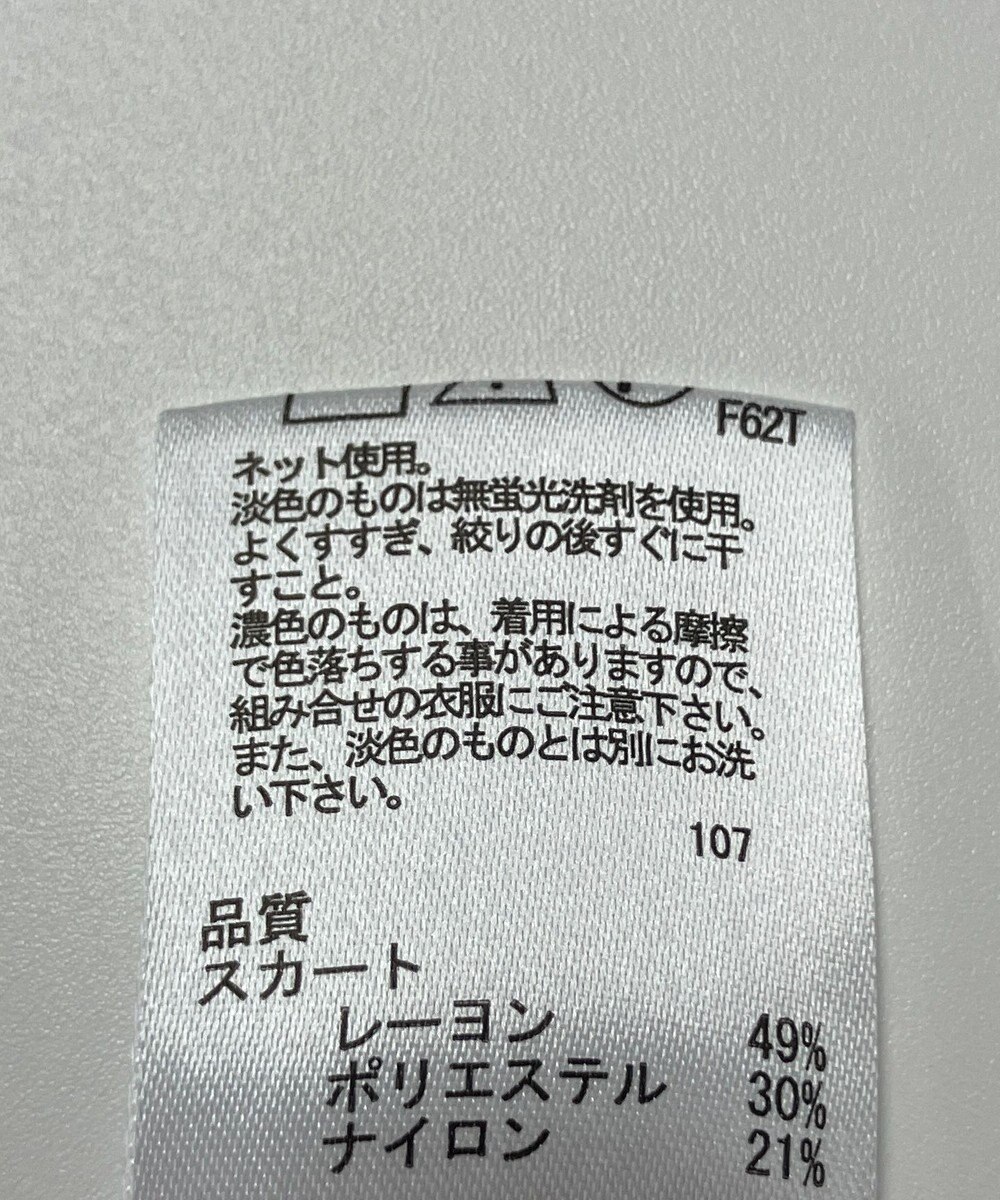 F62T
ネット使用。
淡色のものは無蛍光洗剤を使用。
よくすすぎ、絞りの後すぐに干
すこと。
濃色のものは、着用による摩擦
で色落ちする事がありますので、
組み合せの衣服にご注意下さい。
また、淡色のものとは別にお洗
い下さい。
107
品質
スカート
レーヨン 49%
ポリエステル 30%
ナイロン 21%